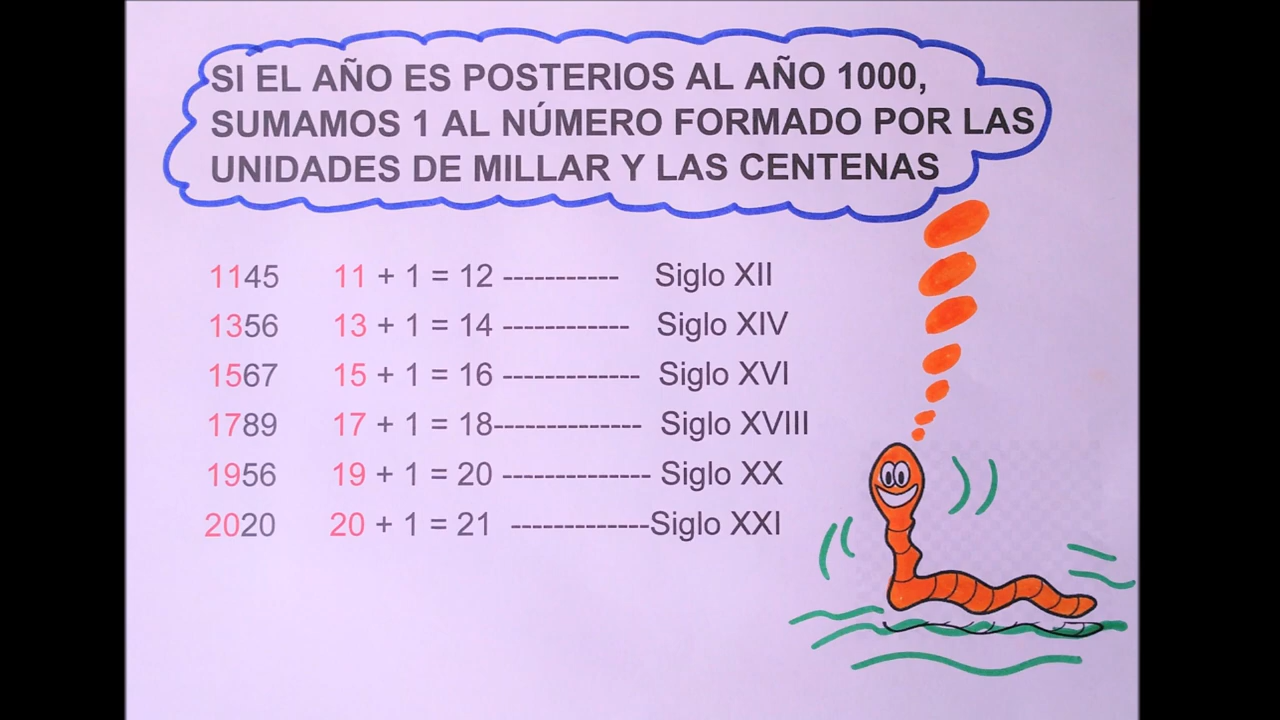 SI EL AÑO ES POSTERIOS AL AÑO 1000,
SUMAMOS 1 AL NÚMERO FORMADO POR LAS
UNIDADES DE MILLAR Y LAS CENTENAS
1145 11 + 1 = 12 ----------- Siglo XII
1356 13 + 1 = 14 ------------ Siglo XIV
1567 15 + 1 = 16 ------------- Siglo XVI
1789 17 + 1 = 18-------------- Siglo XVIII
1956 19 + 1 = 20 -------------- Siglo XX
2020 20 + 1 = 21 -------------Siglo XXI